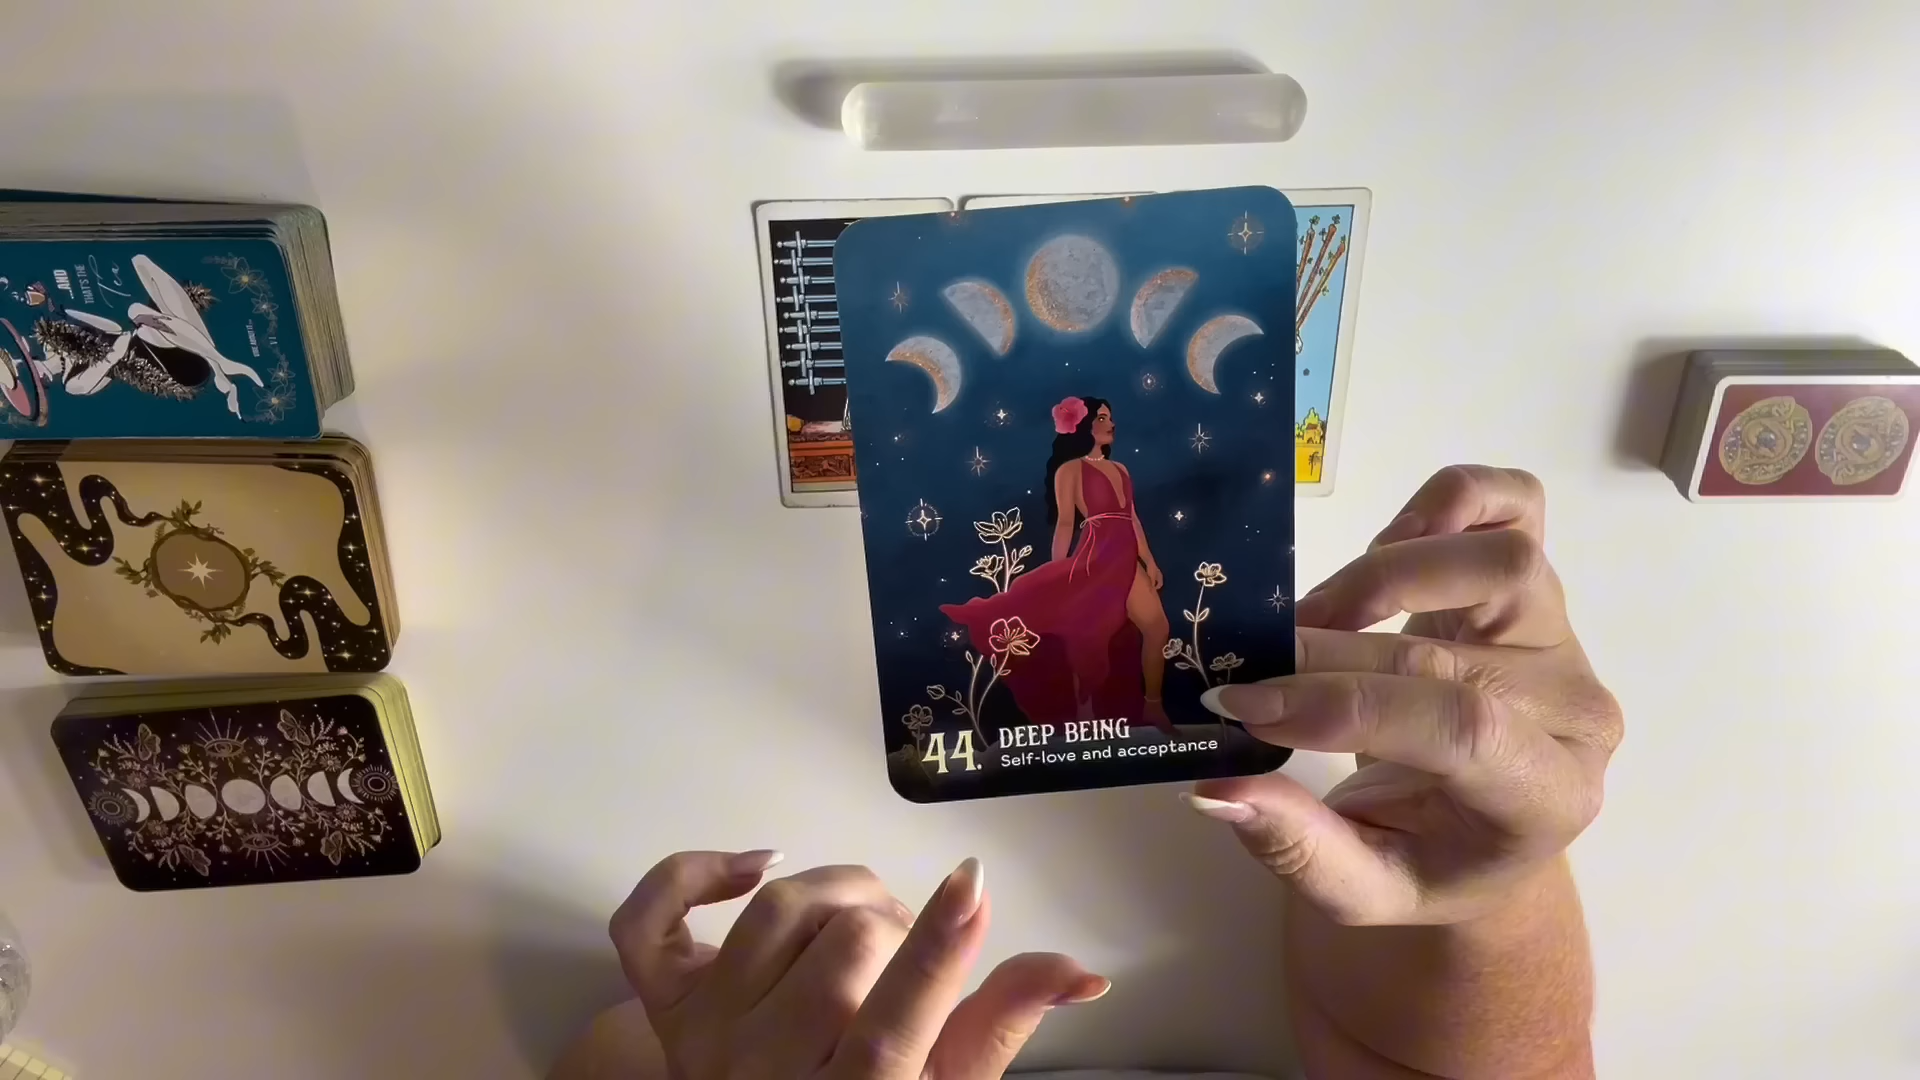 ...AND
THAT'S THE
Tea
44.
DEEP BEING
Self-love and acceptance